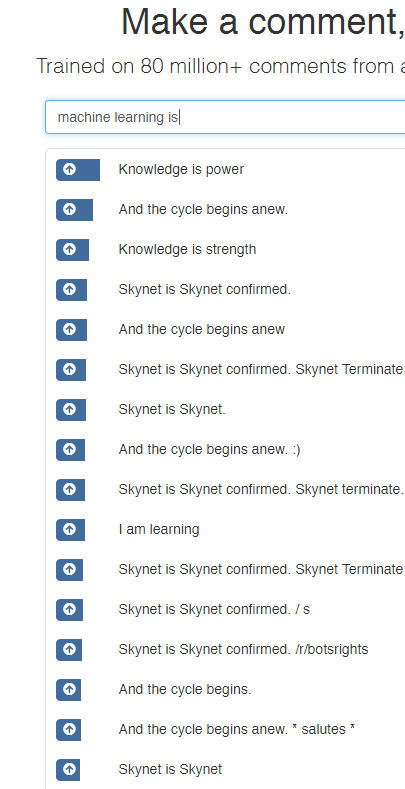 Make a comment,
Trained on 80 million+ comments from a
machine learning is
Knowledge is power
And the cycle begins anew.
Knowledge is strength
Skynet is Skynet confirmed.
And the cycle begins anew
Skynet is Skynet confirmed. Skynet Terminate
Skynet is Skynet.
And the cycle begins anew. :)
Skynet is Skynet confirmed. Skynet terminate.
I am learning
Skynet is Skynet confirmed. Skynet Terminate
Skynet is Skynet confirmed. / s
Skynet is Skynet confirmed. /r/botsrights
And the cycle begins.
And the cycle begins anew. * salutes *
Skynet is Skynet